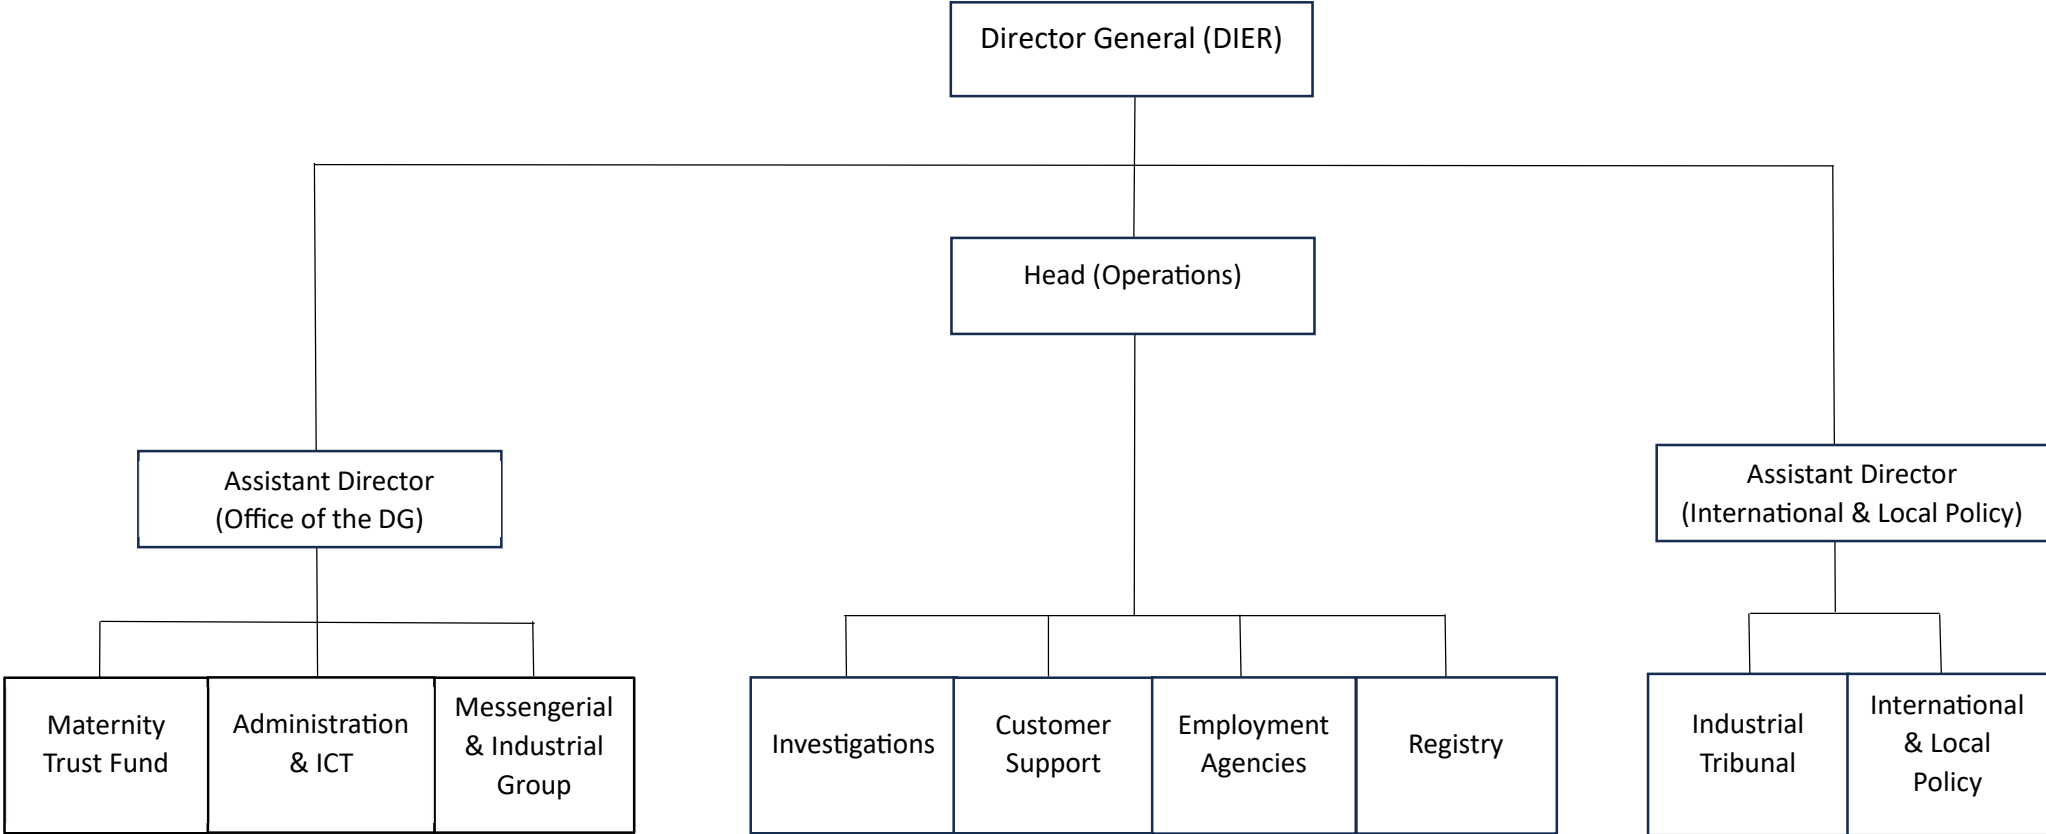 Director General (DIER)
Head (Operations)
Assistant Director
(Office of the DG)
Assistant Director
(International & Local Policy)
Maternity
Trust Fund
Administration
& ICT
Messengerial
& Industrial
Group
Investigations
Customer
Support
Employment
Agencies
Registry
Industrial
Tribunal
International
& Local
Policy